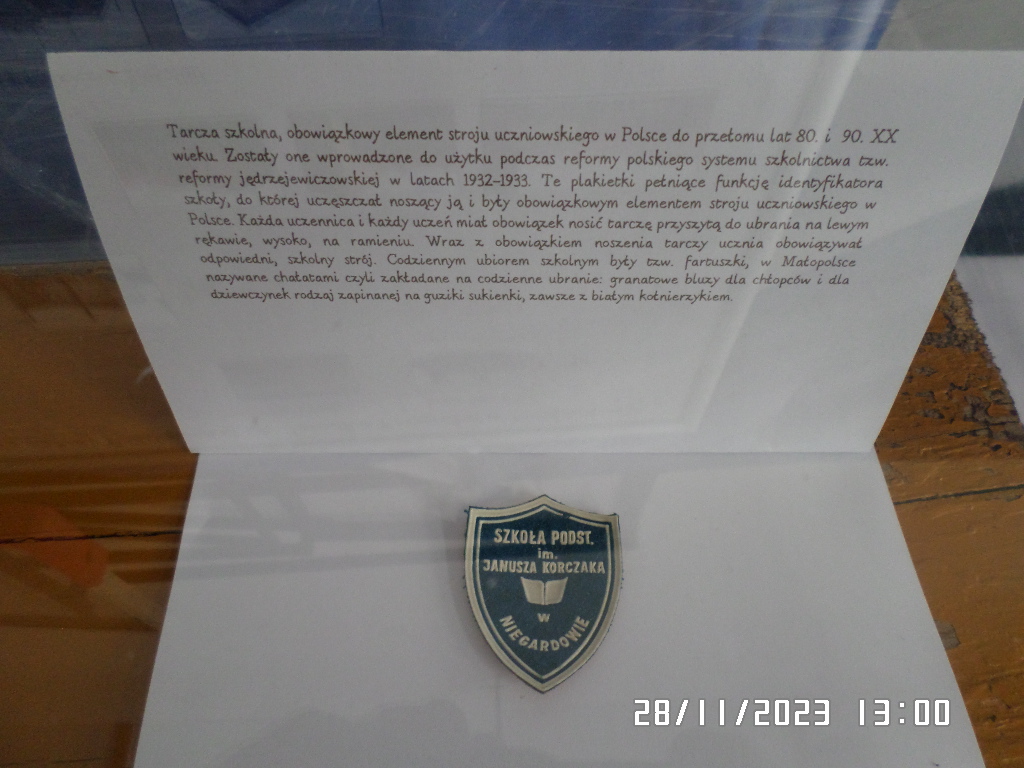 Tarcza szkolna, obowiązkowy element stroju uczniowskiego w Polsce do przełomu lat 80. i 90. XX
wieku. Zostały one wprowadzone do użytku podczas reformy polskiego systemu szkolnictwa tzw.
reformy jędrzejewiczowskiej w latach 1932–1933. Te plakietki pełniące funkcję identyfikatora
szkoły, do której uczęszczał noszący ją i były obowiązkowym elementem stroju uczniowskiego w
Polsce. Każda uczennica i każdy uczeń miał obowiązek nosić tarczę przyszytą do ubrania na lewym
rękawie, wysoko, na ramieniu. Wraz z obowiązkiem noszenia tarczy ucznia obowiązywał
odpowiedni, szkolny strój. Codziennym ubiorem szkolnym były tzw. fartuszki, w Małopolsce
nazywane chałatami czyli zakładane na codzienne ubranie: granatowe bluzy dla chłopców i dla
dziewczynek rodzaj zapinanej na guziki sukienki, zawsze z białym kołnierzykiem.
SZKOŁA PODST.
im.
JANUSZA KORCZAKA
w
NIEGARDOWIE
28/11/2023 13:00